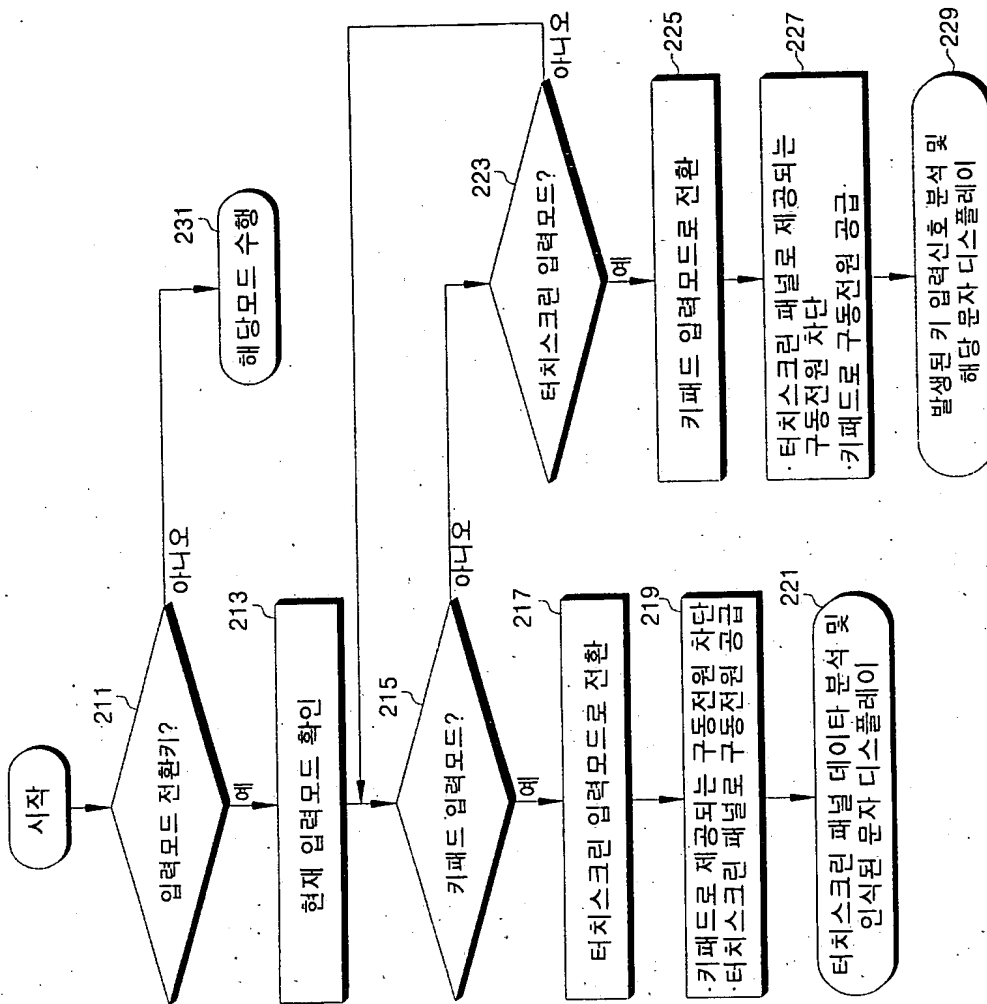 시작
211
입력모드 전환키?
아니오
예
231
해당모드 수행
213
현재 입력모드 확인
215
키패드 입력모드?
아니오
예
217
터치스크린 입력모드로 전환
219
·키패드로 제공되는 구동전원 차단
·터치스크린 패널로 구동전원 공급
221
터치스크린 패널 데이타 분석 및
인식된 문자 디스플레이
223
터치스크린 입력모드?
아니오
예
225
키패드 입력모드로 전환
227
·터치스크린 패널로 제공되는
구동전원 차단
·키패드로 구동전원 공급·
229
발생된 키 입력신호 분석 및
해당 문자 디스플레이